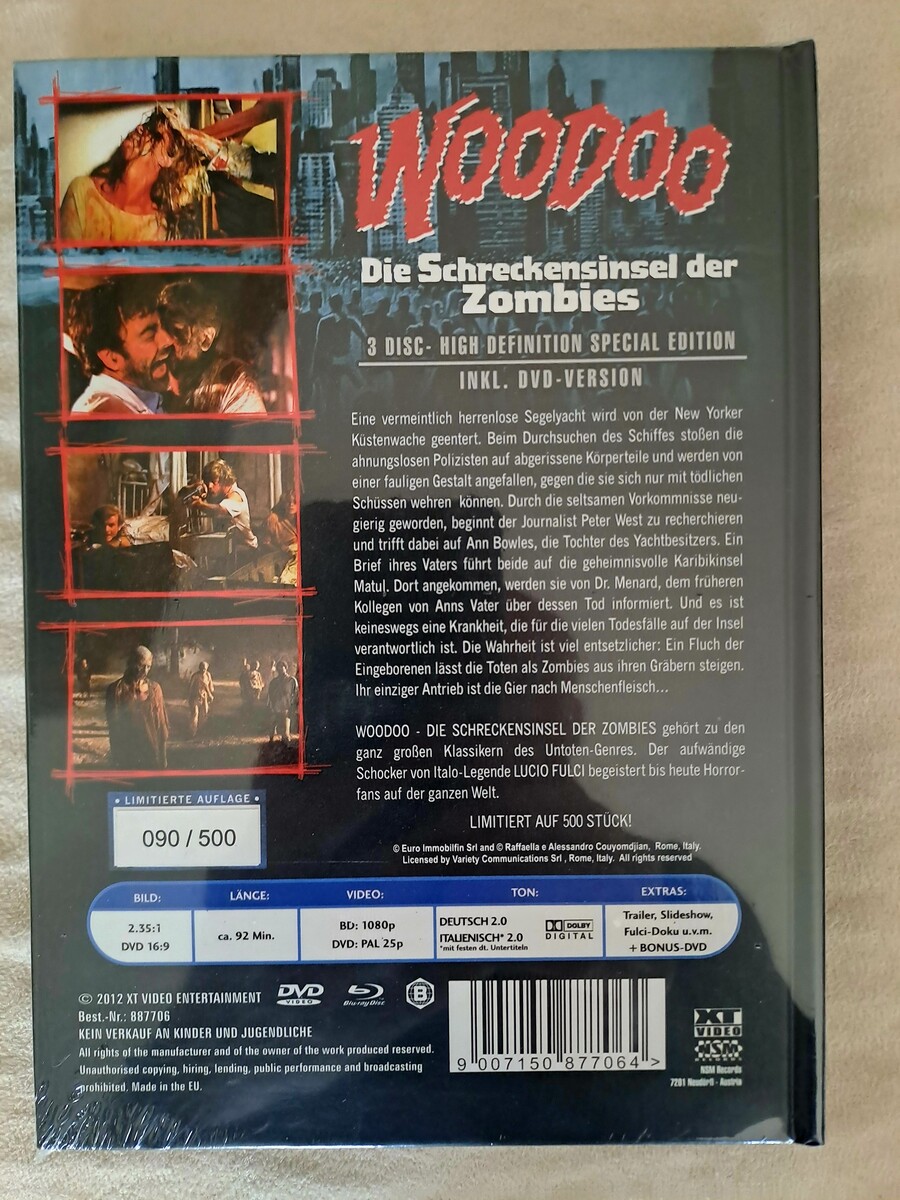 WOODOO
Die Schreckensinsel der
Zombies
3 DISC- HIGH DEFINITION SPECIAL EDITION
INKL. DVD-VERSION
Eine vermeintlich herrenlose Segelyacht wird von der New Yorker
Küstenwache geentert. Beim Durchsuchen des Schiffes stoßen die
ahnungslosen Polizisten auf abgerissene Körperteile und werden von
einer fauligen Gestalt angefallen, gegen die sie sich nur mit tödlichen
Schüssen wehren können. Durch die seltsamen Vorkommnisse neu-
gierig geworden, beginnt der Journalist Peter West zu recherchieren
und trifft dabei auf Ann Bowles, die Tochter des Yachtbesitzers. Ein
Brief ihres Vaters führt beide auf die geheimnisvolle Karibikinsel
Matul. Dort angekommen, werden sie von Dr. Menard, dem früheren
Kollegen von Anns Vater über dessen Tod informiert. Und es ist
keineswegs eine Krankheit, die für die vielen Todesfälle auf der Insel
verantwortlich ist. Die Wahrheit ist viel entsetzlicher: Ein Fluch der
Eingeborenen lässt die Toten als Zombies aus ihren Gräbern steigen.
Ihr einziger Antrieb ist die Gier nach Menschenfleisch...
WOODOO - DIE SCHRECKENSINSEL DER ZOMBIES gehört zu den
ganz großen Klassikern des Untoten-Genres. Der aufwändige
Schocker von Italo-Legende LUCIO FULCI begeistert bis heute Horror-
fans auf der ganzen Welt.
LIMITIERT AUF 500 STÜCK!
• LIMITIERTE AUFLAGE •
090 / 500
© Euro Immobilfin Srl and © Raffaella e Alessandro Couyomdjian, Rome, Italy.
Licensed by Variety Communications Srl , Rome, Italy. All rights reserved
BILD:
2.35:1
DVD 16:9
LÄNGE:
ca. 92 Min.
VIDEO:
BD: 1080p
DVD: PAL 25p
TON:
DEUTSCH 2.0
ITALIENISCH* 2.0
*mit festen dt. Untertiteln
DOLBY
DIGITAL
EXTRAS:
Trailer, Slideshow,
Fulci-Doku u.v.m.
+ BONUS-DVD
© 2012 XT VIDEO ENTERTAINMENT
Best.-Nr.: 887706
KEIN VERKAUF AN KINDER UND JUGENDLICHE
All rights of the manufacturer and of the owner of the work produced reserved.
Unauthorised copying, hiring, lending, public performance and broadcasting
prohibited. Made in the EU.
DVD
VIDEO
Blu-ray Disc
B
9 007150 877064 >
XT
VIDEO
NSM
NSM Records
7201 Neudörfl - Austria